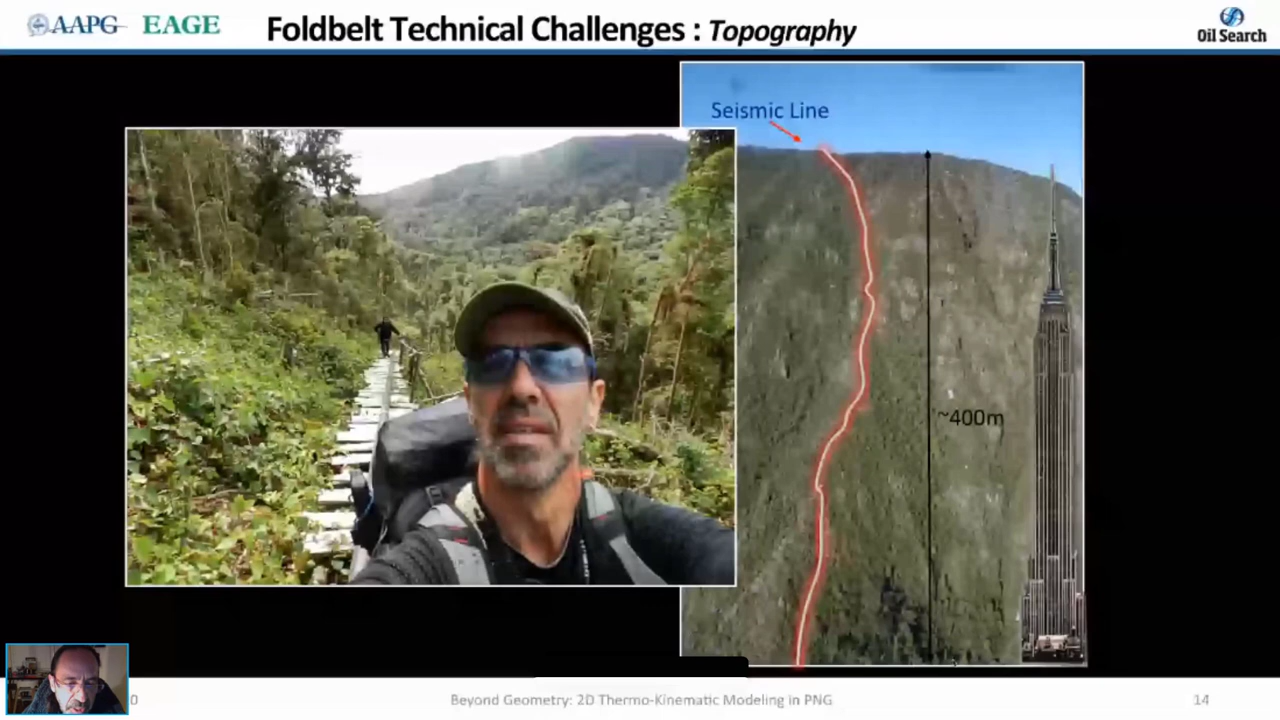 AAPG EAGE
Foldbelt Technical Challenges : Topography
Oil Search
Seismic Line
~400m
0
Beyond Geometry: 2D Thermo-Kinematic Modeling in PNG
14